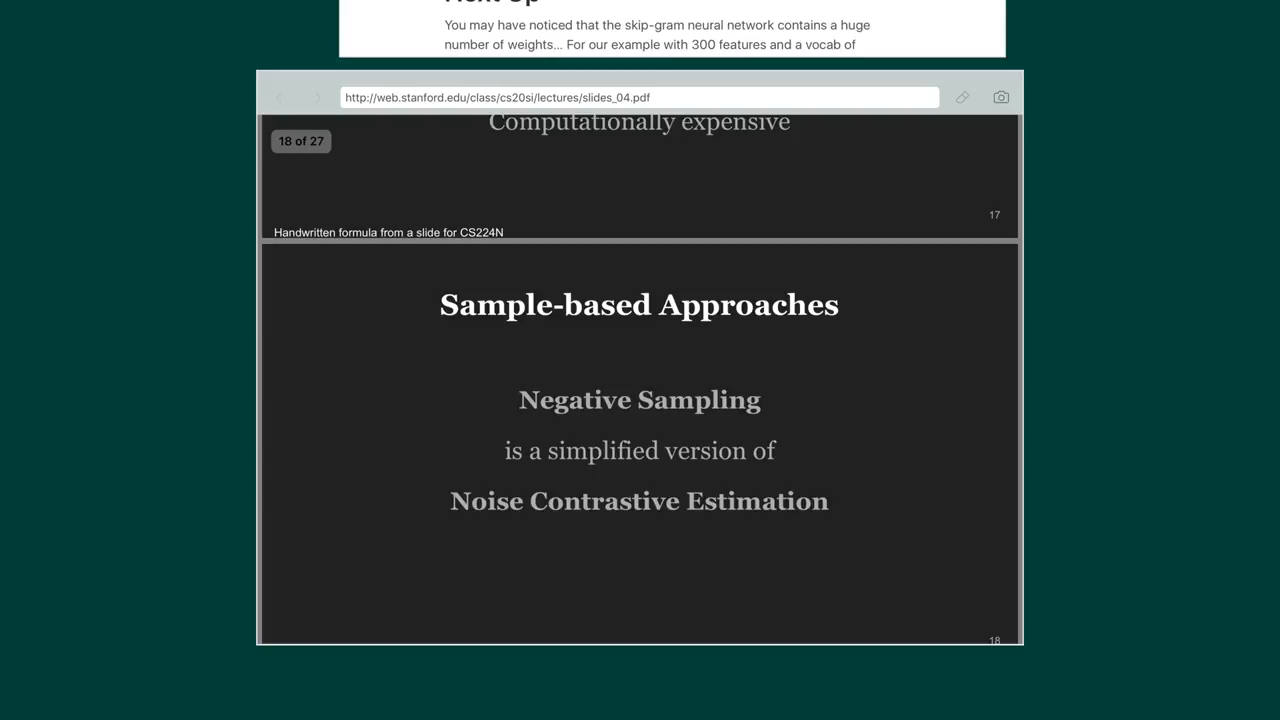 Next Up
You may have noticed that the skip-gram neural network contains a huge
number of weights... For our example with 300 features and a vocab of
http://web.stanford.edu/class/cs20si/lectures/slides_04.pdf
Computationally expensive
18 of 27
17
Handwritten formula from a slide for CS224N
Sample-based Approaches
Negative Sampling
is a simplified version of
Noise Contrastive Estimation
18